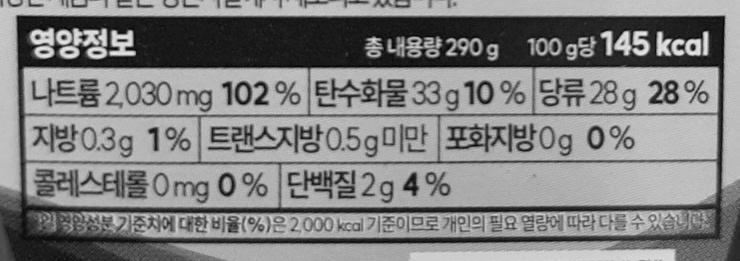 영양정보 총 내용량 290 g 100 g당 145 kcal
나트륨 2,030 mg 102 % 탄수화물 33 g 10 % 당류 28 g 28 %
지방 0.3 g 1 % 트랜스지방 0.5 g 미만 포화지방 0 g 0 %
콜레스테롤 0 mg 0 % 단백질 2 g 4 %
1일 영양성분 기준치에 대한 비율(%)은 2,000 kcal 기준이므로 개인의 필요 열량에 따라 다를 수 있습니다.